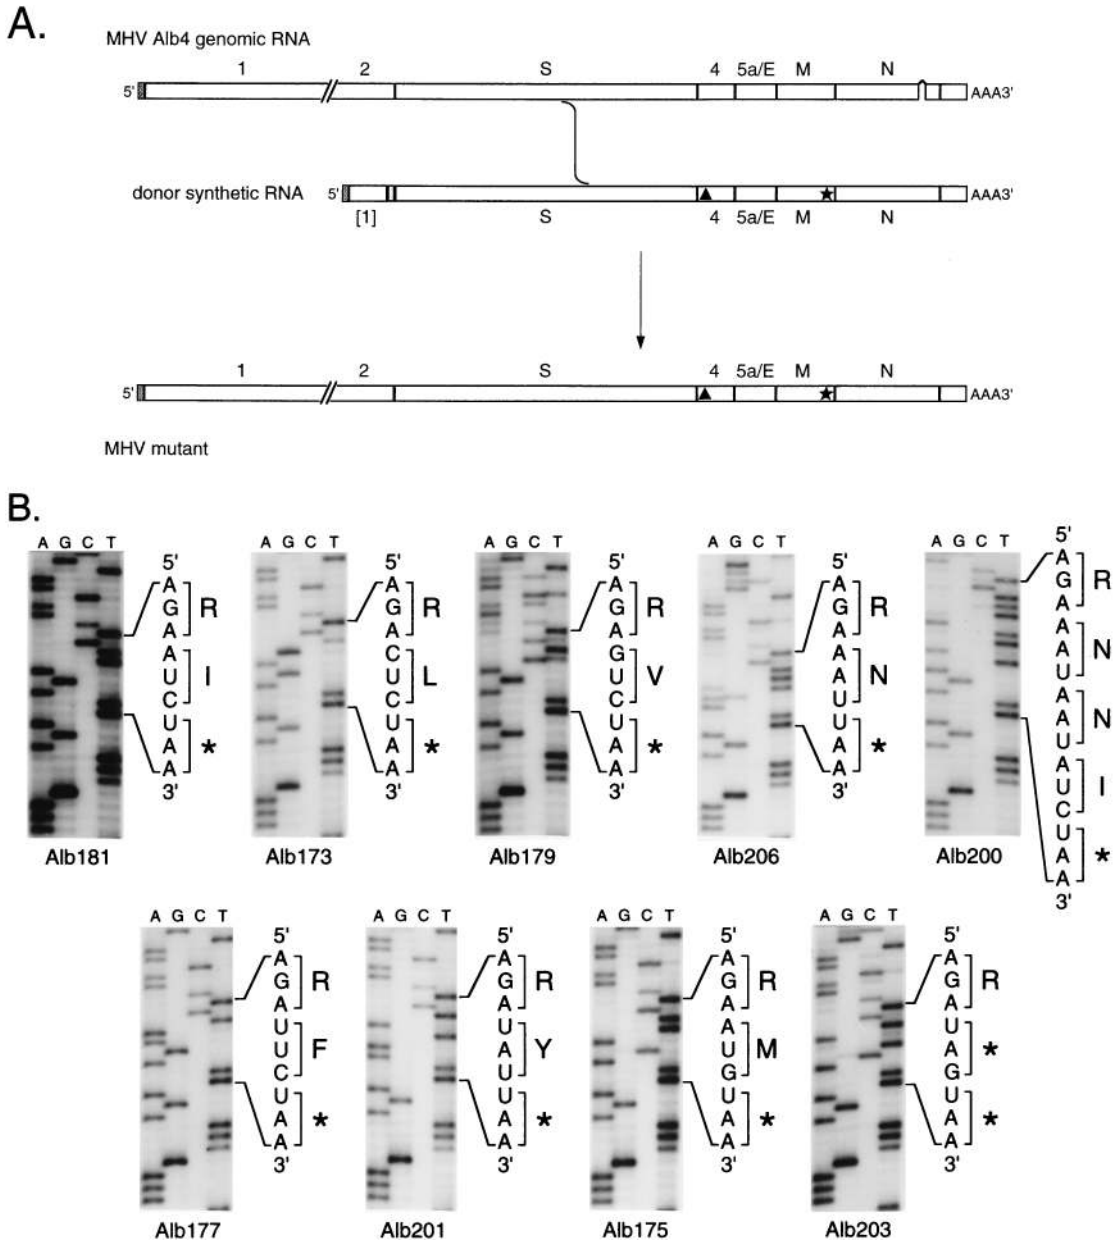 A.
MHV Alb4 genomic RNA
1 2 S 4 5a/E M N
5' AAA3'
donor synthetic RNA 5' AAA3'
[1] S 4 5a/E M N
1 2 S 4 5a/E M N
5' AAA3'
MHV mutant
B.
A G C T
5'
A
G
A
R
A
U
C
I
U
A
A
*
3'
Alb181
A G C T
5'
A
G
A
R
C
U
C
L
U
A
A
*
3'
Alb173
A G C T
5'
A
G
A
R
G
U
C
V
U
A
A
*
3'
Alb179
A G C T
5'
A
G
A
R
A
A
U
N
U
A
A
*
3'
Alb206
A G C T
5'
A
G
A
R
A
A
U
N
A
A
U
N
A
U
C
I
U
A
A
*
3'
Alb200
A G C T
5'
A
G
A
R
U
U
C
F
U
A
A
*
3'
Alb177
A G C T
5'
A
G
A
R
U
A
U
Y
U
A
A
*
3'
Alb201
A G C T
5'
A
G
A
R
A
U
G
M
U
A
A
*
3'
Alb175
A G C T
5'
A
G
A
R
U
A
G
*
U
A
A
*
3'
Alb203